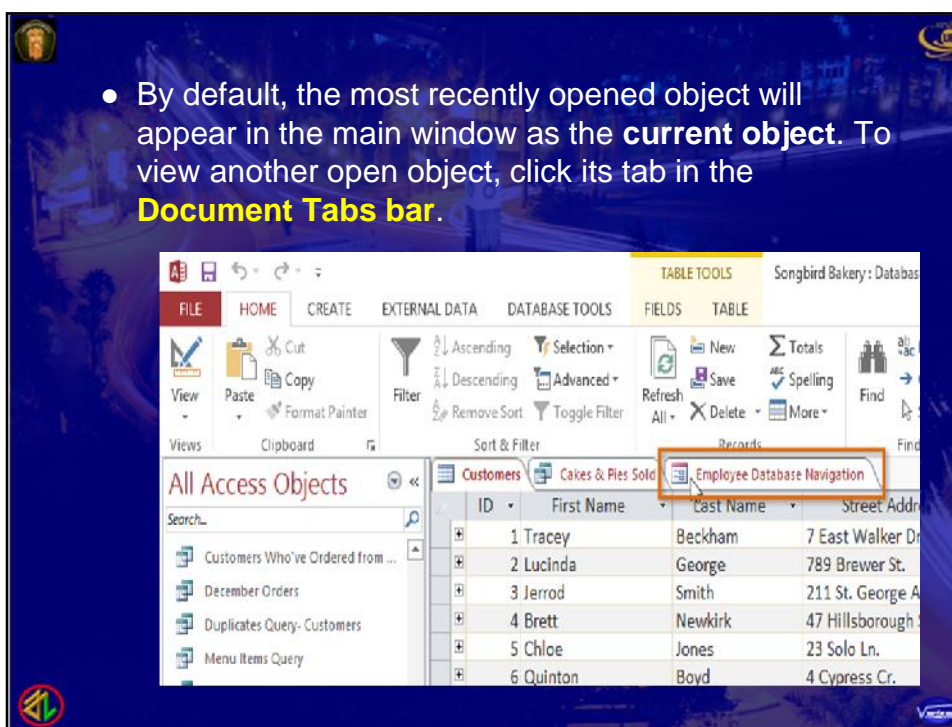 ● By default, the most recently opened object will
appear in the main window as the current object. To
view another open object, click its tab in the
Document Tabs bar.
TABLE TOOLS Songbird Bakery : Databas
FILE HOME CREATE EXTERNAL DATA DATABASE TOOLS FIELDS TABLE
View
Views
Paste
Cut
Copy
Format Painter
Clipboard
Filter
Ascending
Descending
Remove Sort
Selection
Advanced
Toggle Filter
Sort & Filter
Refresh
All
New
Save
Delete
Totals
Spelling
More
Records
Find
Find
All Access Objects
Search...
Customers Who've Ordered from ...
December Orders
Duplicates Query- Customers
Menu Items Query
Customers Cakes & Pies Sold Employee Database Navigation
ID First Name Last Name Street Addre
1 Tracey Beckham 7 East Walker Dr
2 Lucinda George 789 Brewer St.
3 Jerrod Smith 211 St. George A
4 Brett Newkirk 47 Hillsborough
5 Chloe Jones 23 Solo Ln.
6 Quinton Boyd 4 Cypress Cr.